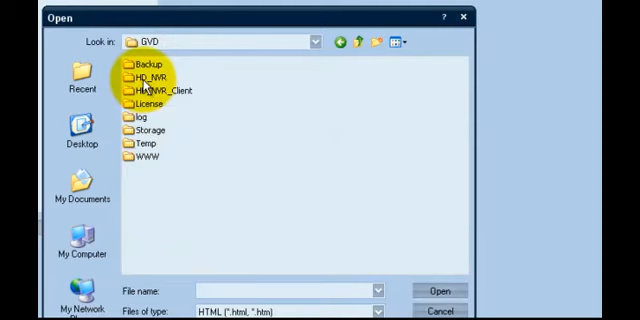 Open
Look in: GVD
Backup
HD_NVR
HD_NVR_Client
License
log
Storage
Temp
WWW
Recent
Desktop
My Documents
My Computer
My Network
File name: Open
Files of type: HTML (*.html, *.htm) Cancel